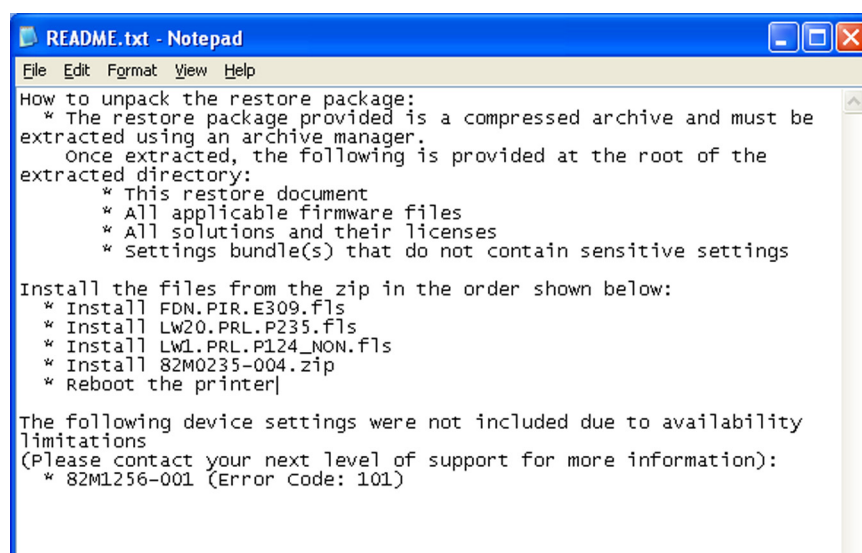 README.txt - Notepad
File Edit Format View Help
How to unpack the restore package:
* The restore package provided is a compressed archive and must be
extracted using an archive manager.
Once extracted, the following is provided at the root of the
extracted directory:
* This restore document
* All applicable firmware files
* All solutions and their licenses
* Settings bundle(s) that do not contain sensitive settings
Install the files from the zip in the order shown below:
* Install FDN.PIR.E309.fls
* Install LW20.PRL.P235.fls
* Install LW1.PRL.P124_NON.fls
* Install 82M0235-004.zip
* Reboot the printer
The following device settings were not included due to availability
limitations
(Please contact your next level of support for more information):
* 82M1256-001 (Error Code: 101)